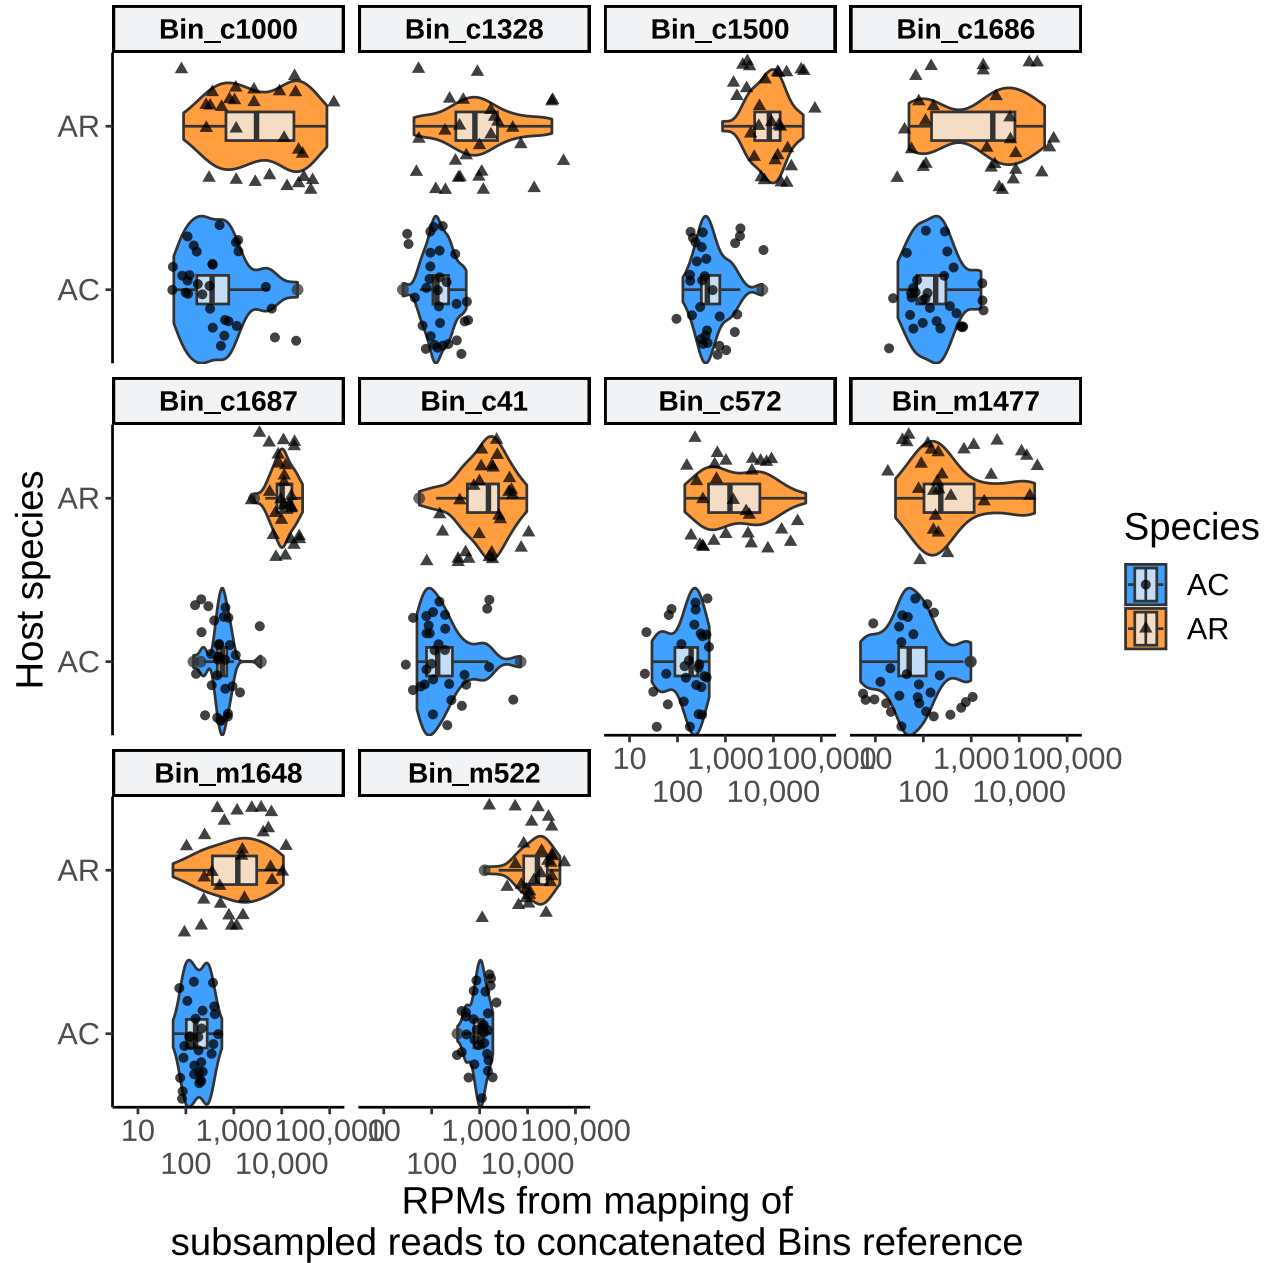 Bin_c1000 Bin_c1328 Bin_c1500 Bin_c1686
AR
AC
Bin_c1687 Bin_c41 Bin_c572 Bin_m1477
AR
AC
10 1,000 100,000 10 1,000 100,000
100 10,000 100 10,000
Bin_m1648 Bin_m522
AR
AC
10 1,000 100,000 10 1,000 100,000
100 10,000 100 10,000
RPMs from mapping of
subsampled reads to concatenated Bins reference
Host species
Species
AC
AR